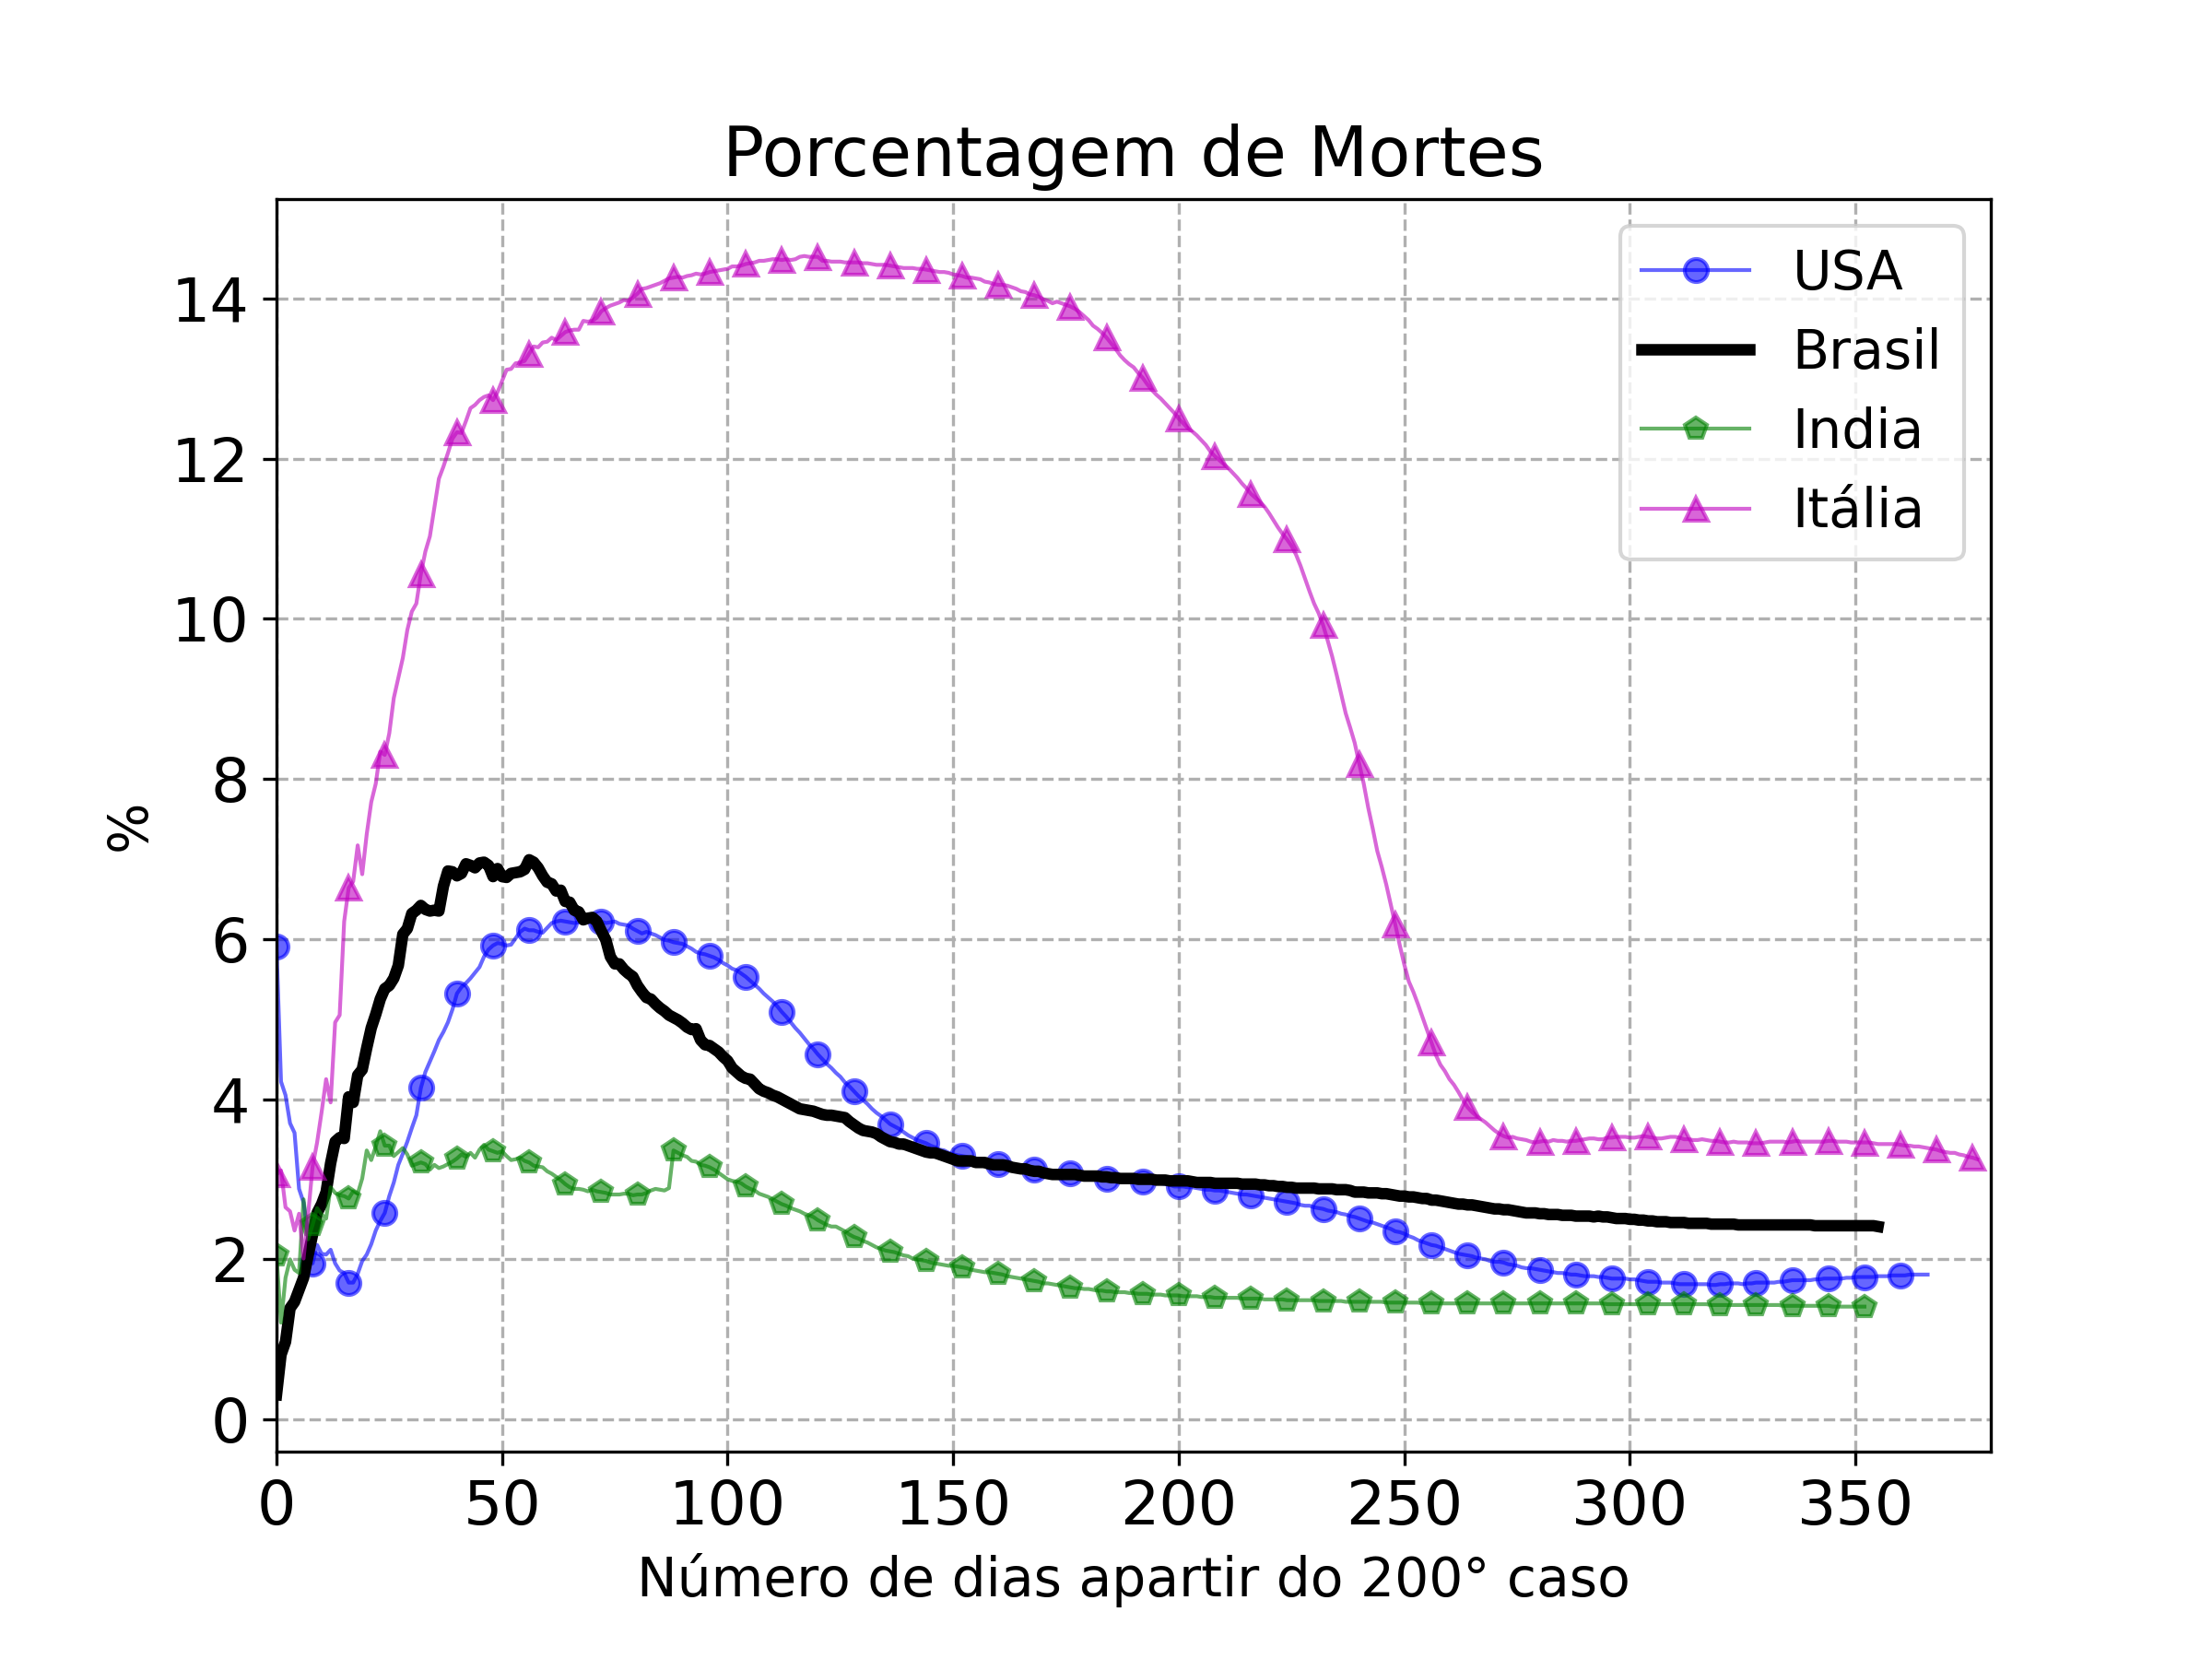 Porcentagem de Mortes
USA
Brasil
India
Itália
14
12
10
8
6
4
2
0
%
0 50 100 150 200 250 300 350
Número de dias apartir do 200° caso